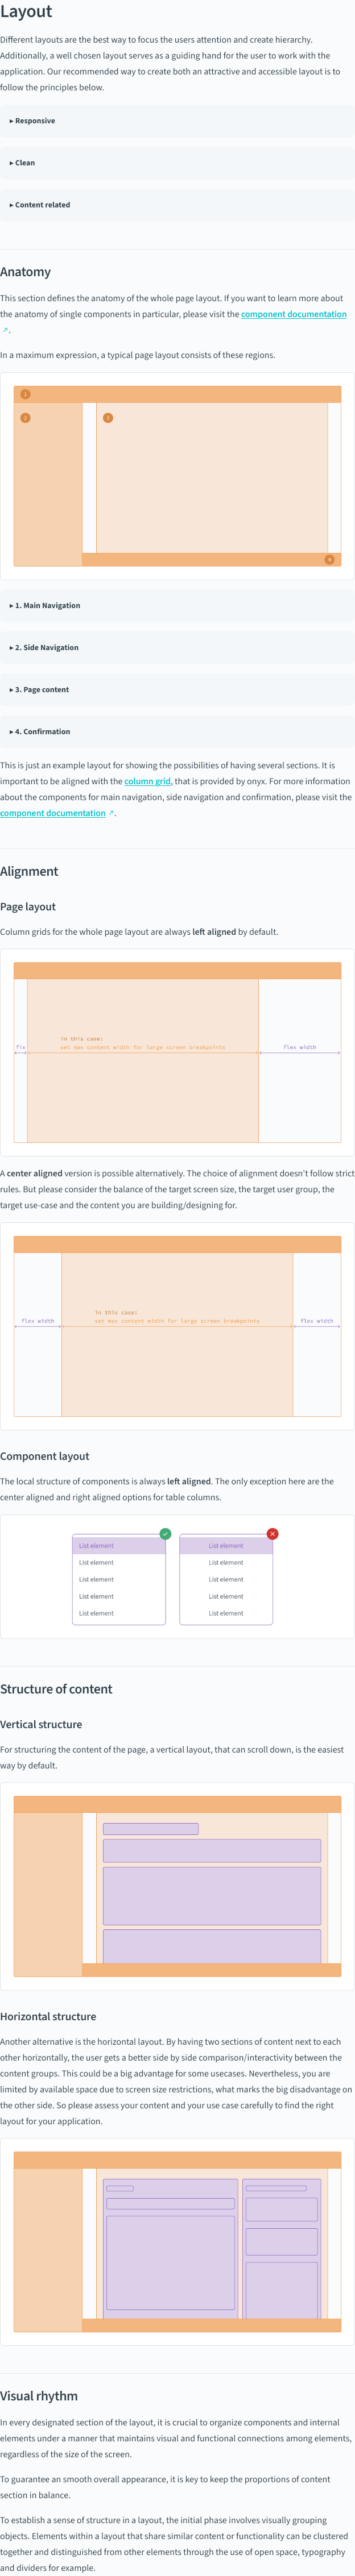 Layout
Different layouts are the best way to focus the users attention and create hierarchy.
Additionally, a well chosen layout serves as a guiding hand for the user to work with the
application. Our recommended way to create both an attractive and accessible layout is to
follow the principles below.
▸ Responsive
▸ Clean
▸ Content related
Anatomy
This section defines the anatomy of the whole page layout. If you want to learn more about
the anatomy of single components in particular, please visit the component documentation
↗.
In a maximum expression, a typical page layout consists of these regions.
1
2
3
4
▸ 1. Main Navigation
▸ 2. Side Navigation
▸ 3. Page content
▸ 4. Confirmation
This is just an example layout for showing the possibilities of having several sections. It is
important to be aligned with the column grid, that is provided by onyx. For more information
about the components for main navigation, side navigation and confirmation, please visit the
component documentation ↗.
Alignment
Page layout
Column grids for the whole page layout are always left aligned by default.
in this case:
fix
set max content width for large screen breakpoints
flex width
A center aligned version is possible alternatively. The choice of alignment doesn't follow strict
rules. But please consider the balance of the target screen size, the target user group, the
target use-case and the content you are building/designing for.
in this case:
flex width
set max content width for large screen breakpoints
flex width
Component layout
The local structure of components is always left aligned. The only exception here are the
center aligned and right aligned options for table columns.
List element
List element
List element
List element
List element
List element
List element
List element
List element
List element
Structure of content
Vertical structure
For structuring the content of the page, a vertical layout, that can scroll down, is the easiest
way by default.
Horizontal structure
Another alternative is the horizontal layout. By having two sections of content next to each
other horizontally, the user gets a better side by side comparison/interactivity between the
content groups. This could be a big advantage for some usecases. Nevertheless, you are
limited by available space due to screen size restrictions, what marks the big disadvantage on
the other side. So please assess your content and your use case carefully to find the right
layout for your application.
Visual rhythm
In every designated section of the layout, it is crucial to organize components and internal
elements under a manner that maintains visual and functional connections among elements,
regardless of the size of the screen.
To guarantee an smooth overall appearance, it is key to keep the proportions of content
section in balance.
To establish a sense of structure in a layout, the initial phase involves visually grouping
objects. Elements within a layout that share similar content or functionality can be clustered
together and distinguished from other elements through the use of open space, typography
and dividers for example.